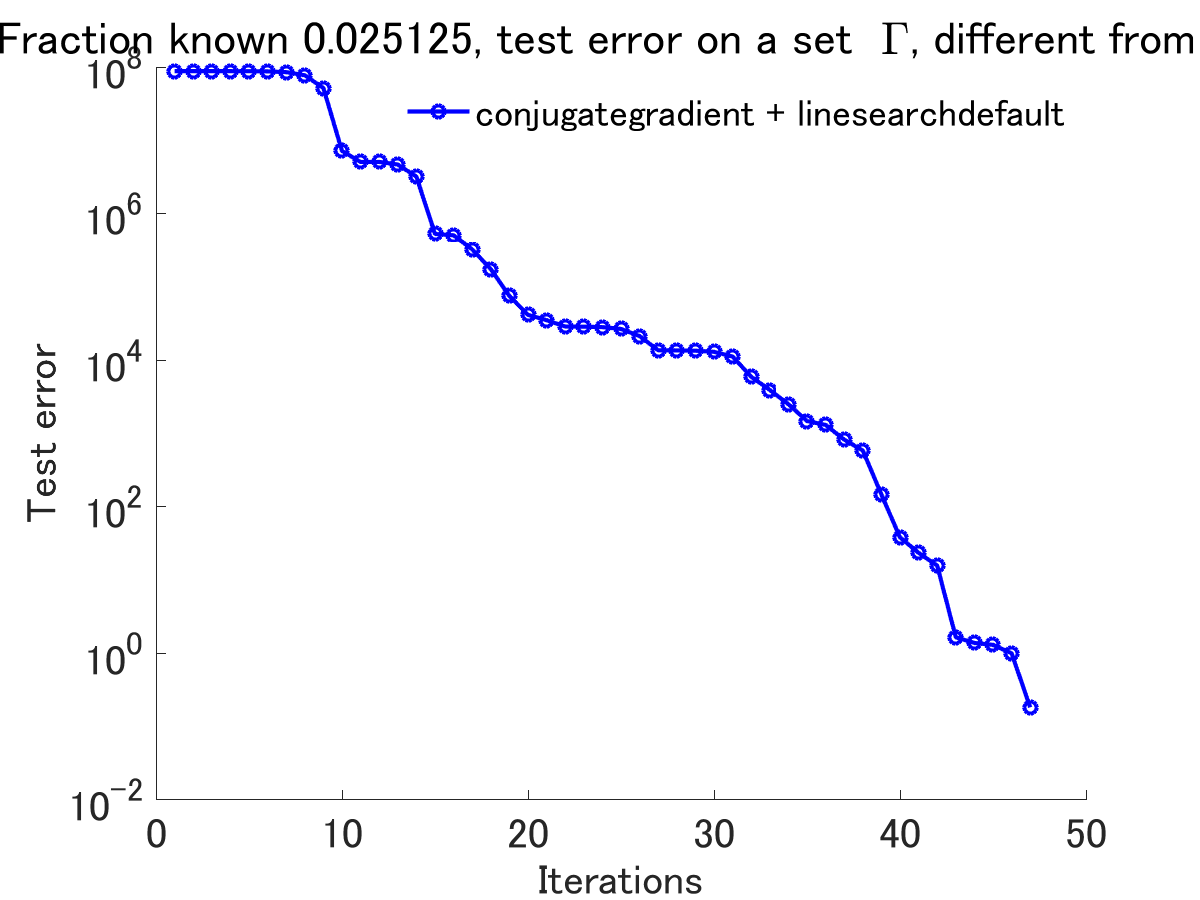 Fraction known 0.025125, test error on a set Γ, different from
conjugategradient + linesearchdefault
10^8
10^6
10^4
10^2
10^0
10^-2
Test error
0 10 20 30 40 50
Iterations